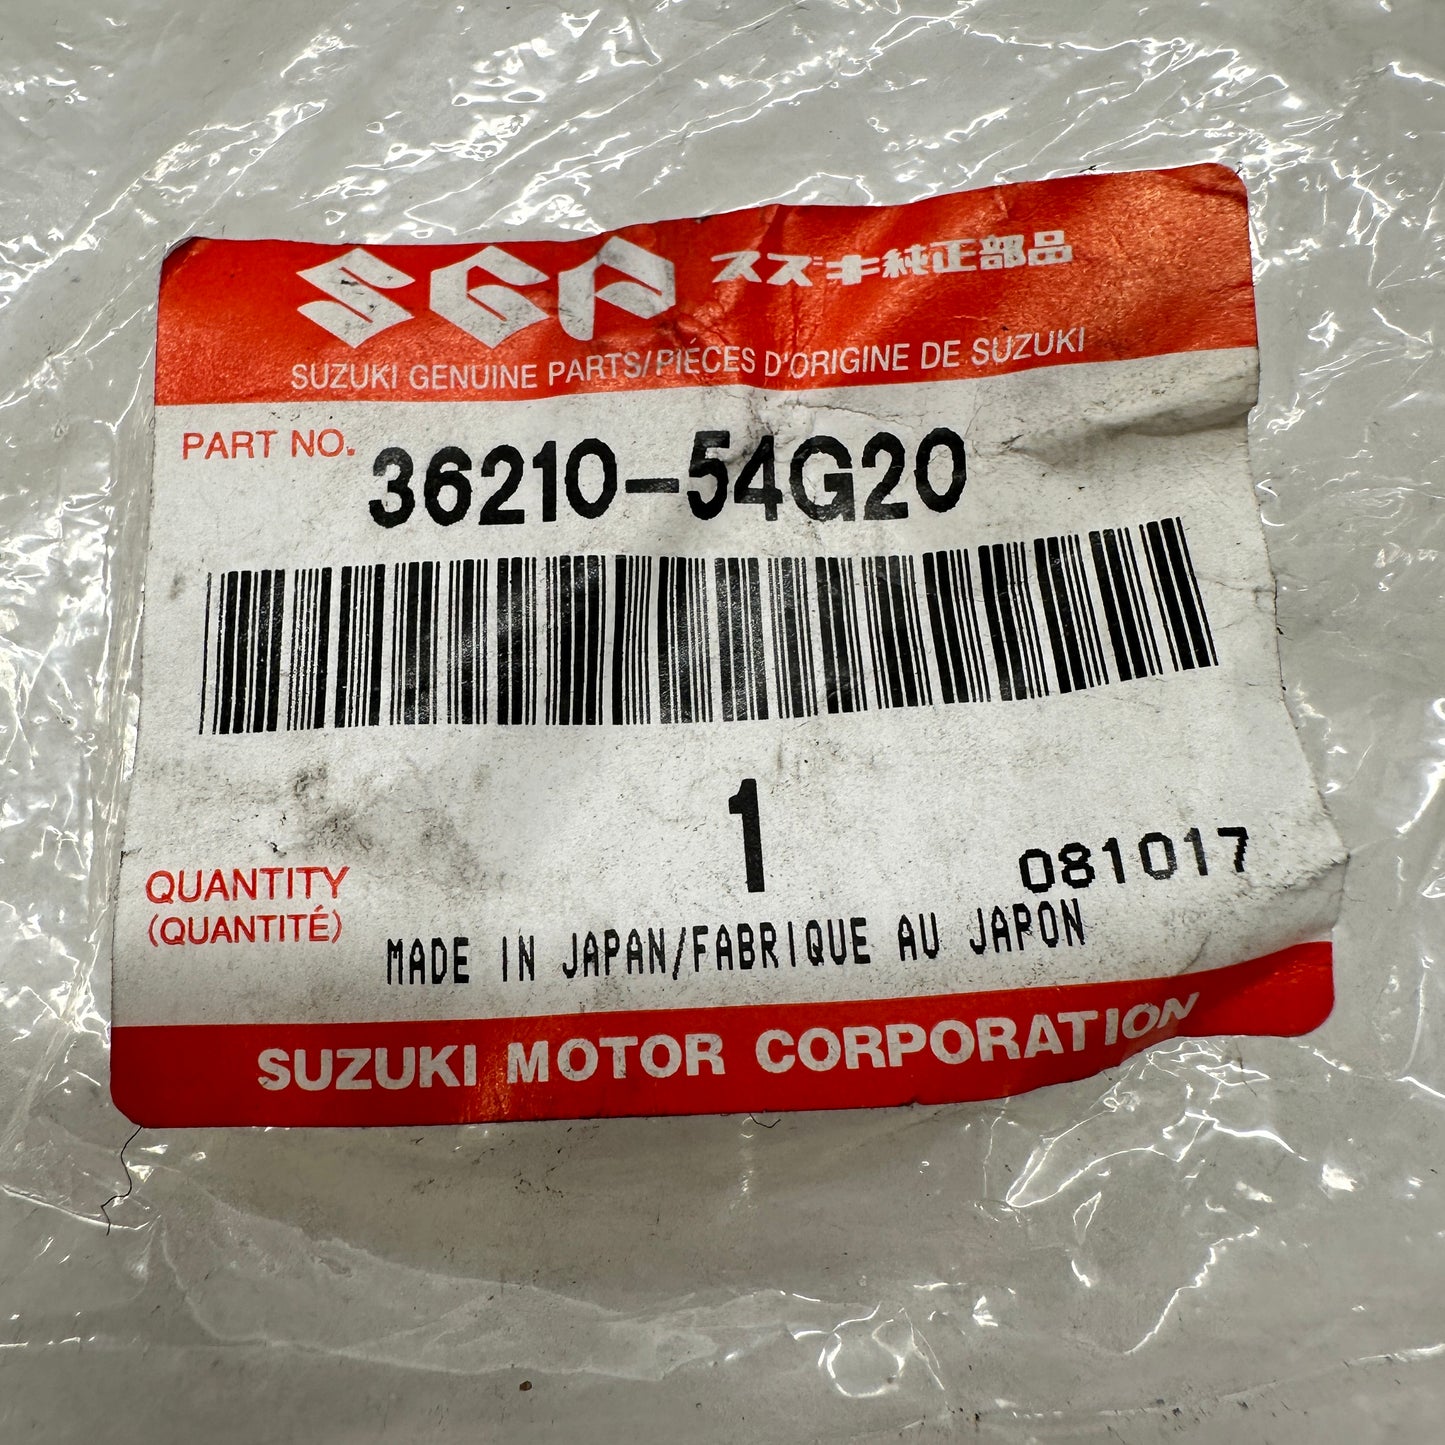 SGP スズキ純正部品
SUZUKI GENUINE PARTS/PIÉCES D'ORIGINE DE SUZUKI
PART NO. 36210-54G20
1
081017
QUANTITY
(QUANTITÉ)
MADE IN JAPAN/FABRIQUE AU JAPON
SUZUKI MOTOR CORPORATION